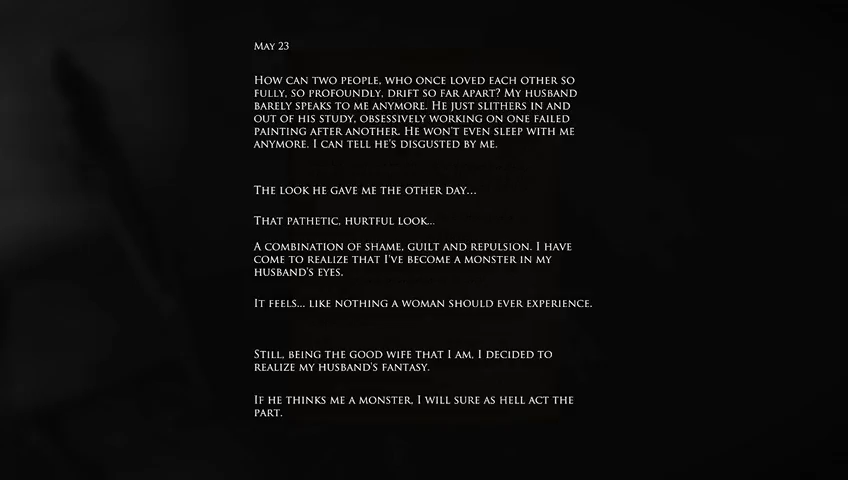 May 23
How can two people, who once loved each other so
fully, so profoundly, drift so far apart? My husband
barely speaks to me anymore. He just slithers in and
out of his study, obsessively working on one failed
painting after another. He won't even sleep with me
anymore. I can tell he's disgusted by me.
The look he gave me the other day...
That pathetic, hurtful look...
A combination of shame, guilt and repulsion. I have
come to realize that I've become a monster in my
husband's eyes.
It feels... like nothing a woman should ever experience.
Still, being the good wife that I am, I decided to
realize my husband's fantasy.
If he thinks me a monster, I will sure as hell act the
part.